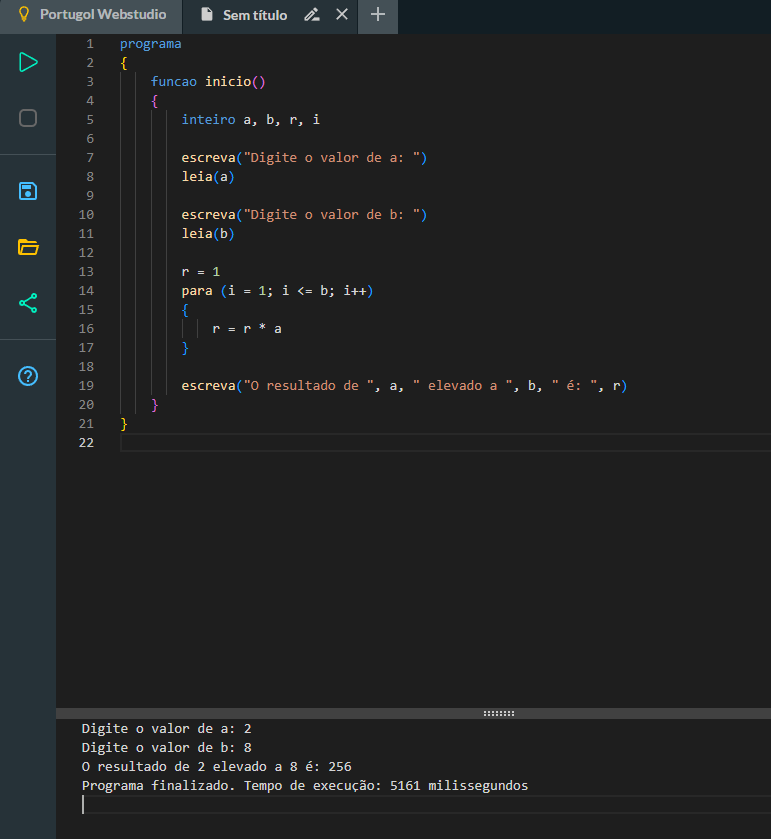 Portugol Webstudio
Sem título
1 programa
2 {
3 funcao inicio()
4 {
5 inteiro a, b, r, i
6
7 escreva("Digite o valor de a: ")
8 leia(a)
9
10 escreva("Digite o valor de b: ")
11 leia(b)
12
13 r = 1
14 para (i = 1; i <= b; i++)
15 {
16 r = r * a
17 }
18
19 escreva("O resultado de ", a, " elevado a ", b, " é: ", r)
20 }
21 }
22
Digite o valor de a: 2
Digite o valor de b: 8
O resultado de 2 elevado a 8 é: 256
Programa finalizado. Tempo de execução: 5161 milissegundos